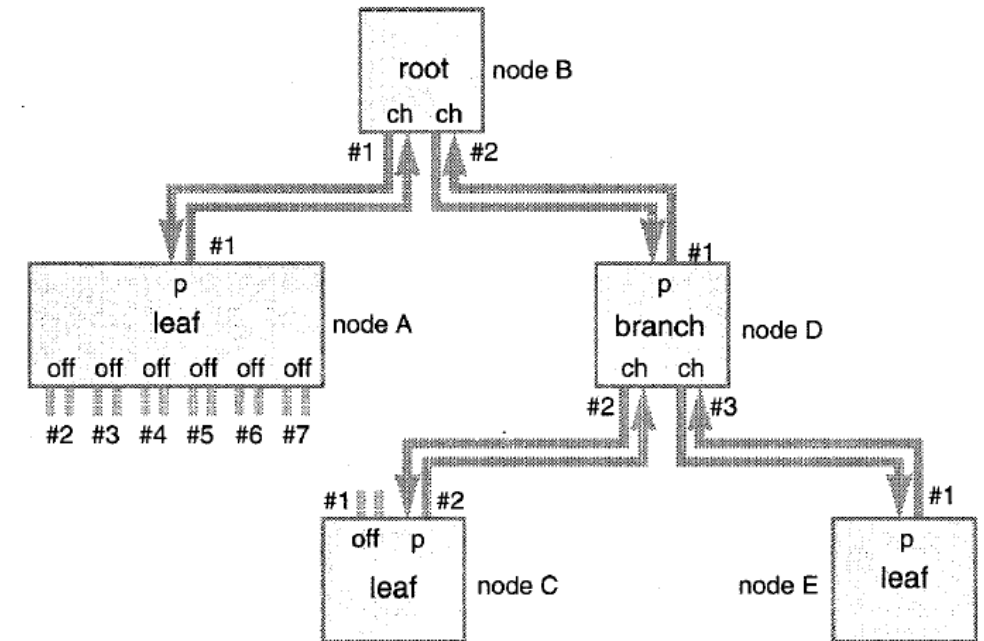 root
node B
ch ch
#1 #2
#1 #1
p
leaf
node A
off off off off off off
#2 #3 #4 #5 #6 #7
p
branch
node D
ch ch
#2 #3
#1 #2
off p
leaf
node C
#1
p
leaf
node E